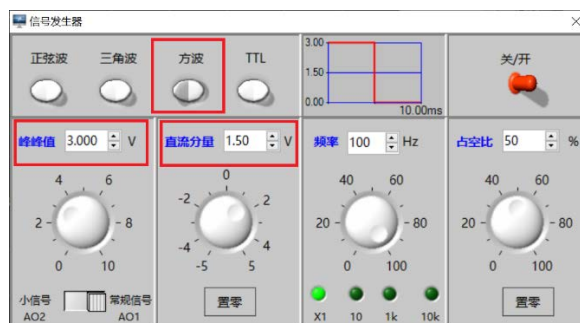 信号发生器
正弦波 三角波 方波 TTL
3.00
1.50
0.00
10.00ms
关/开
峰峰值 3.000 V
4 6
2 8
0 10
小信号 AO2
常规信号 AO1
直流分量 1.50 V
0
-2 2
-4 4
-5 5
置零
频率 100 Hz
40 60
20 80
0 100
X1 10 1k 10k
占空比 50 %
40 60
20 80
0 100
置零